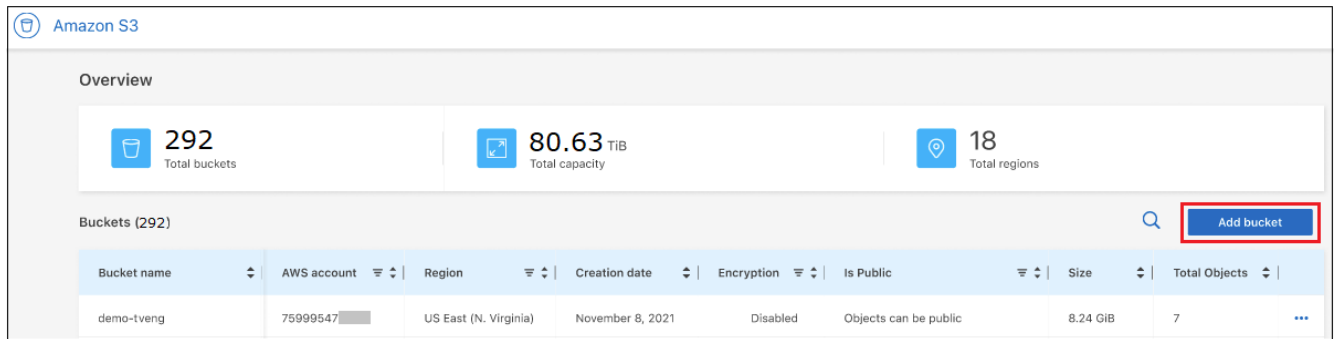 Amazon S3
Overview
292
Total buckets
80.63 TiB
Total capacity
18
Total regions
Buckets (292)
Add bucket
Bucket name AWS account Region Creation date Encryption Is Public Size Total Objects
demo-tveng 75999547 US East (N. Virginia) November 8, 2021 Disabled Objects can be public 8.24 GiB 7